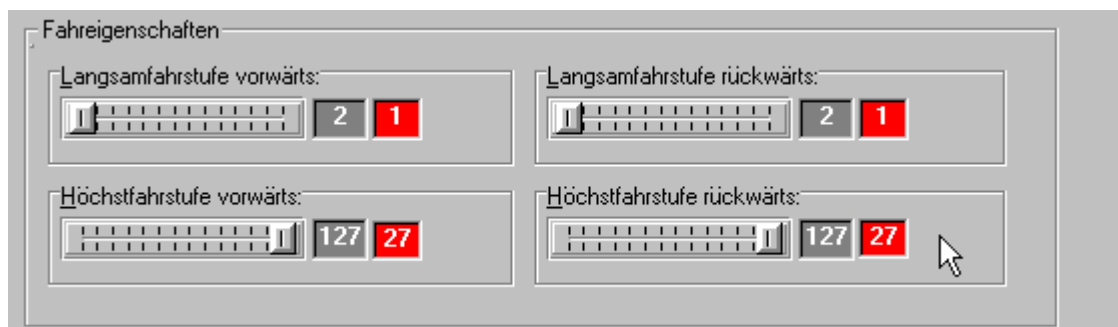 Fahreigenschaften
Langsamfahrstufe vorwärts:
2 1
Langsamfahrstufe rückwärts:
2 1
Höchstfahrstufe vorwärts:
127 27
Höchstfahrstufe rückwärts:
127 27